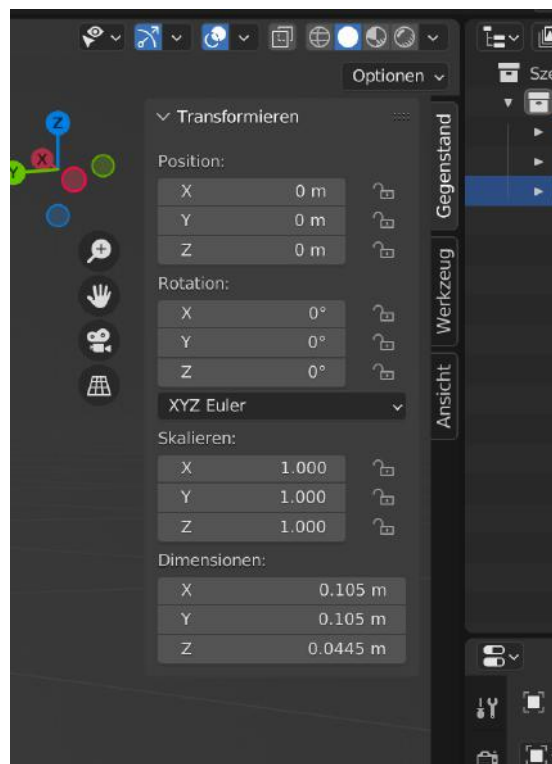 Optionen
Sze
Transformieren
Position:
X 0 m
Y 0 m
Z 0 m
Rotation:
X 0°
Y 0°
Z 0°
XYZ Euler
Skalieren:
X 1.000
Y 1.000
Z 1.000
Dimensionen:
X 0.105 m
Y 0.105 m
Z 0.0445 m
Gegenstand
Werkzeug
Ansicht
Z
X
Y